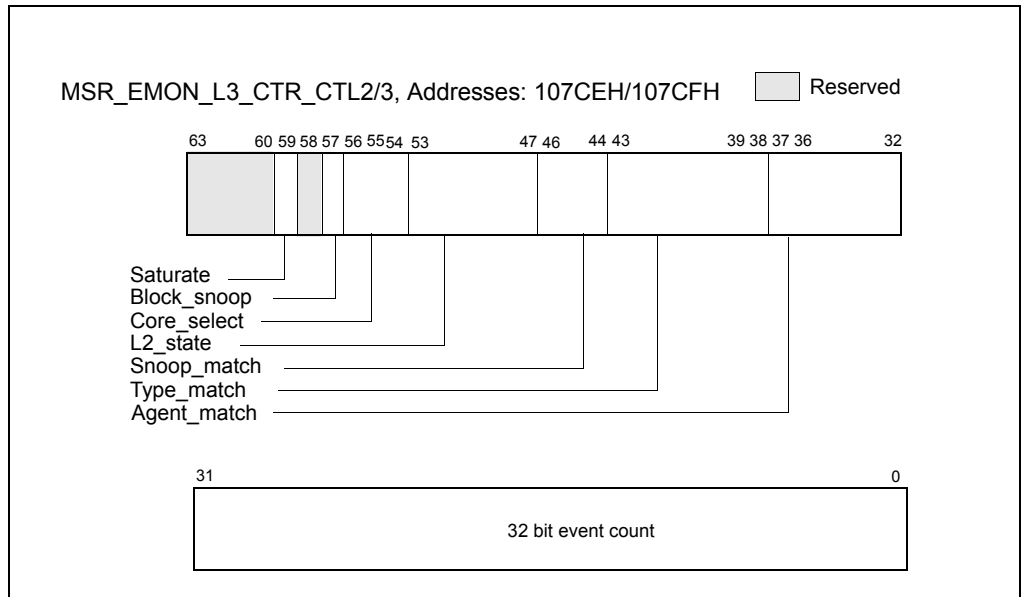 MSR_EMON_L3_CTR_CTL2/3, Addresses: 107CEH/107CFH Reserved
63 60 59 58 57 56 55 54 53 47 46 44 43 39 38 37 36 32
Saturate
Block_snoop
Core_select
L2_state
Snoop_match
Type_match
Agent_match
31 0
32 bit event count